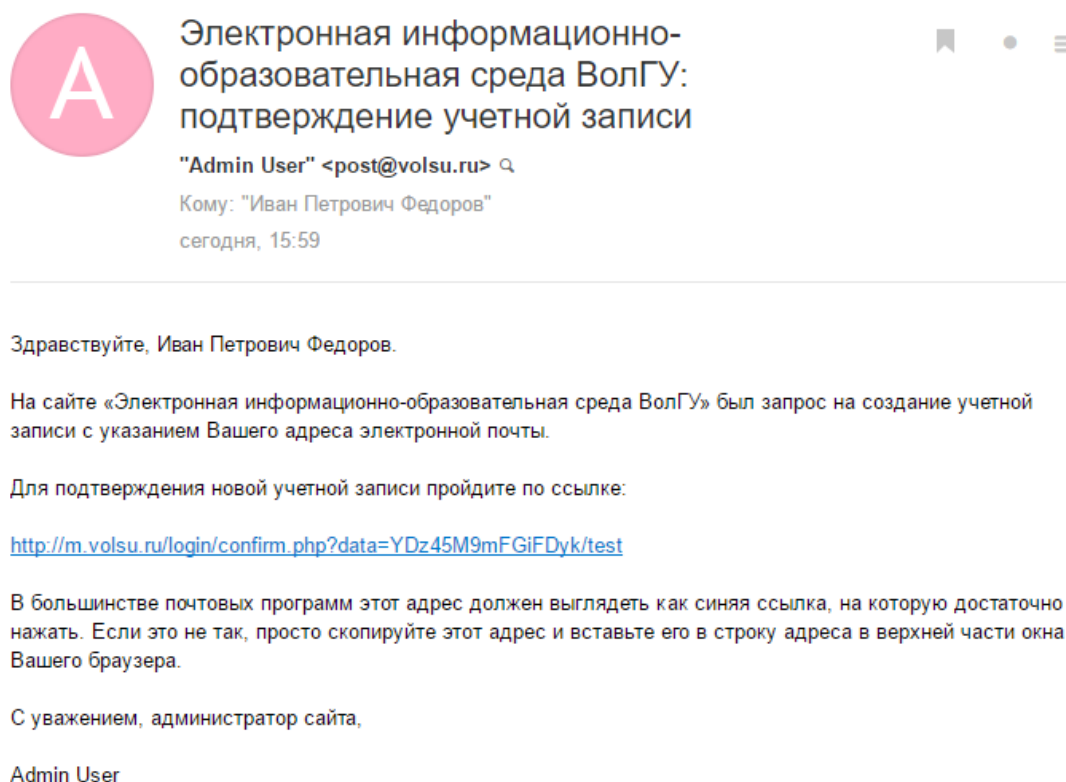 А
Электронная информационно-
образовательная среда ВолГУ:
подтверждение учетной записи
"Admin User" <post@volsu.ru>
Кому: "Иван Петрович Федоров"
сегодня, 15:59
Здравствуйте, Иван Петрович Федоров.
На сайте «Электронная информационно-образовательная среда ВолГУ» был запрос на создание учетной
записи с указанием Вашего адреса электронной почты.
Для подтверждения новой учетной записи пройдите по ссылке:
http://m.volsu.ru/login/confirm.php?data=YDz45M9mFGiFDyk/test
В большинстве почтовых программ этот адрес должен выглядеть как синяя ссылка, на которую достаточно
нажать. Если это не так, просто скопируйте этот адрес и вставьте его в строку адреса в верхней части окна
Вашего браузера.
С уважением, администратор сайта,
Admin User